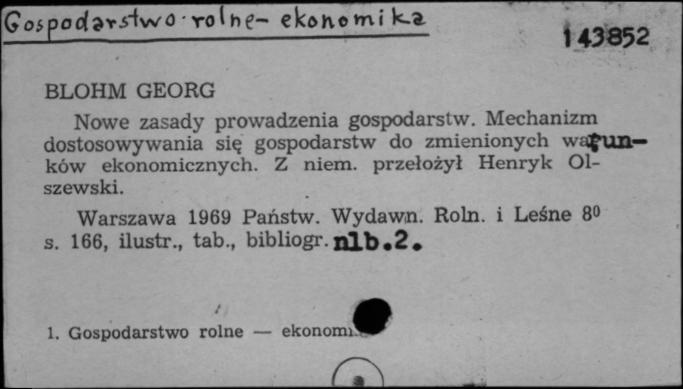 Gospodarstwo rolne - ekonomika
143852
BLOHM GEORG
Nowe zasady prowadzenia gospodarstw. Mechanizm
dostosowywania się gospodarstw do zmienionych warun-
ków ekonomicznych. Z niem. przełożył Henryk Ol-
szewski.
Warszawa 1969 Państw. Wydawn. Roln. i Leśne 8⁰
s. 166, ilustr., tab., bibliogr. nlb.2.
1. Gospodarstwo rolne — ekonomi